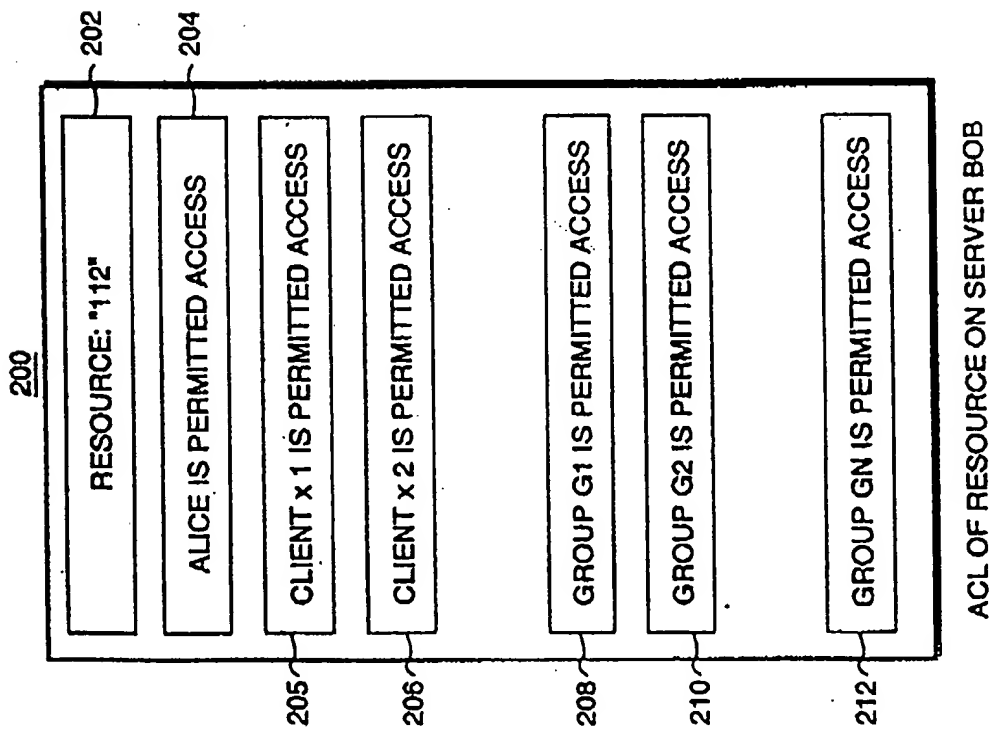 200
RESOURCE: "112"
202
ALICE IS PERMITTED ACCESS
204
CLIENT x 1 IS PERMITTED ACCESS
205
CLIENT x 2 IS PERMITTED ACCESS
206
GROUP G1 IS PERMITTED ACCESS
208
GROUP G2 IS PERMITTED ACCESS
210
GROUP GN IS PERMITTED ACCESS
212
ACL OF RESOURCE ON SERVER BOB